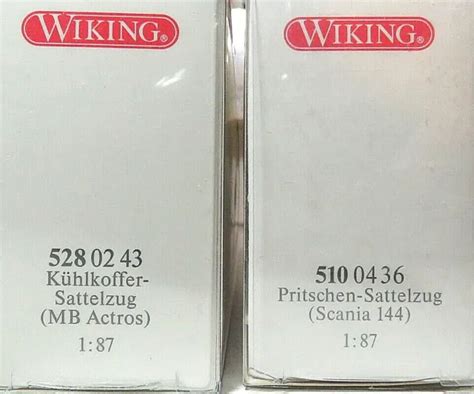 WIKING®
528 02 43
Kühlkoffer-
Sattelzug
(MB Actros)
1:87
WIKING®
510 04 36
Pritschen-Sattelzug
(Scania 144)
1:87